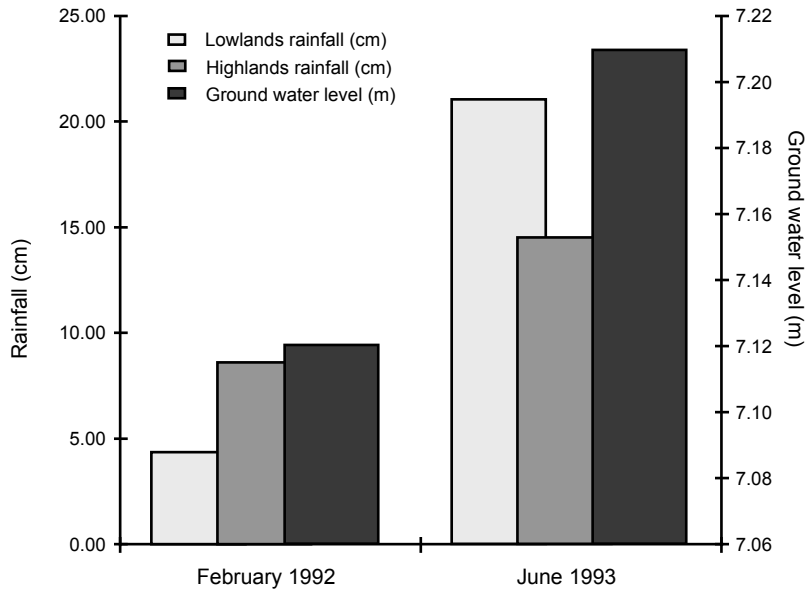 25.00
20.00
15.00
10.00
5.00
0.00
Rainfall (cm)
Lowlands rainfall (cm)
Highlands rainfall (cm)
Ground water level (m)
7.22
7.20
7.18
7.16
7.14
7.12
7.10
7.08
7.06
Ground water level (m)
February 1992
June 1993